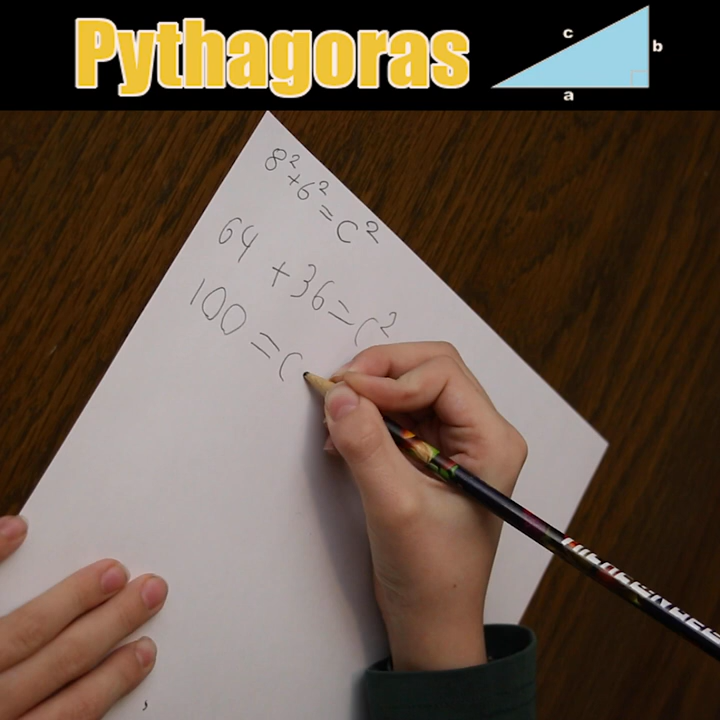 Pythagoras
c
b
a
8²+6²=C²
64 +36=C²
100=C